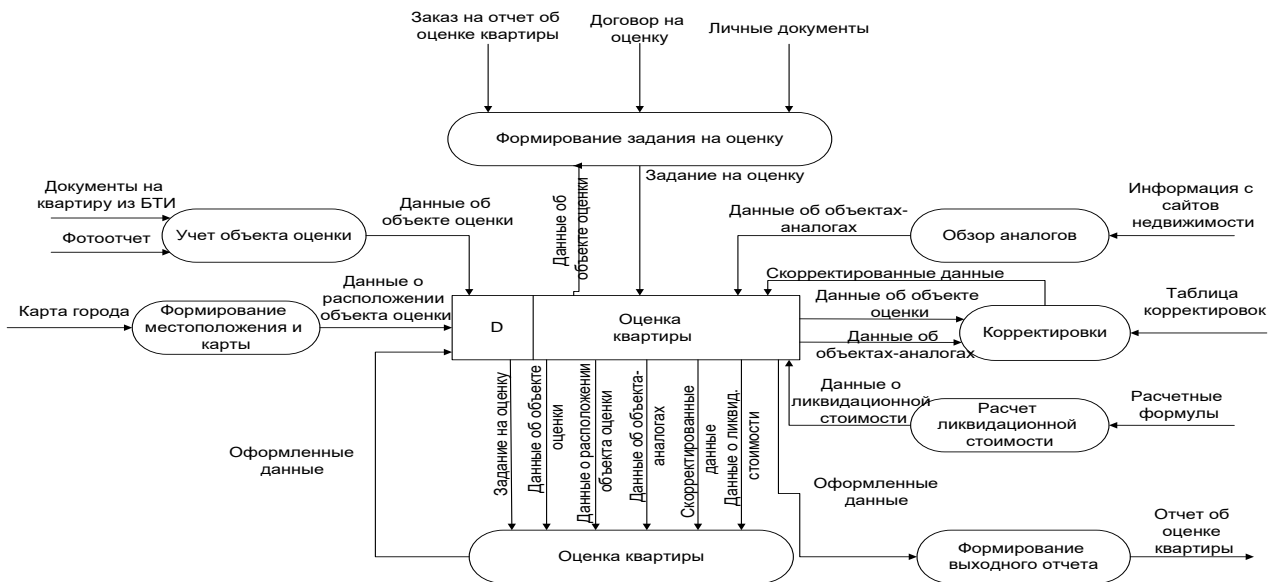 Заказ на отчет об
оценке квартиры
Договор на
оценку
Личные документы
Формирование задания на оценку
Документы на
квартиру из БТИ
Фотоотчет
Учет объекта оценки
Данные об
объекте оценки
Данные об
объекте оценки
Задание на оценку
Данные об объектах-
аналогах
Обзор аналогов
Информация с
сайтов
недвижимости
Скорректированные данные
Карта города
Формирование
местоположения и
карты
Данные о
расположении
объекта оценки
D
Оценка
квартиры
Данные об объекте
оценки
Данные об
объектах-аналогах
Корректировки
Таблица
корректировок
Данные о
ликвидационной
стоимости
Расчет
ликвидационной
стоимости
Расчетные
формулы
Оформленные
данные
Задание на оценку
Данные об объекте
оценки
Данные о расположении
объекта оценки
Данные об объекта-
аналогах
Скорректированные
данные
Данные о ликвид.
стоимости
Оформленные
данные
Оценка квартиры
Формирование
выходного отчета
Отчет об
оценке
квартиры